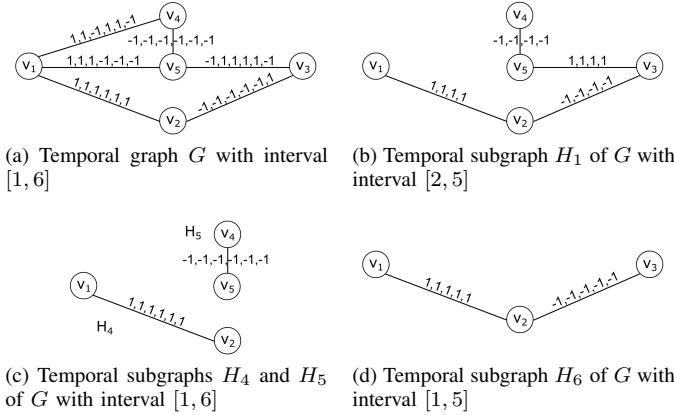 v4
1,1,-1,1,1,-1
-1,-1,-1,-1,-1,-1
v1
1,1,1,-1,-1,-1
v5
-1,1,1,1,1,-1
v3
1,1,1,1,1,1
-1,-1,-1,-1,-1,1
v2
(a) Temporal graph G with interval
[1, 6]
v4
-1,-1,-1,-1
v1
v5
1,1,1,1
v3
1,1,1,1
-1,-1,-1,-1
v2
(b) Temporal subgraph H1 of G with
interval [2, 5]
H5
v4
-1,-1,-1,-1,-1,-1
v1
v5
1,1,1,1,1,1
H4
v2
(c) Temporal subgraphs H4 and H5
of G with interval [1, 6]
v1
v3
1,1,1,1,1
-1,-1,-1,-1,-1
v2
(d) Temporal subgraph H6 of G with
interval [1, 5]